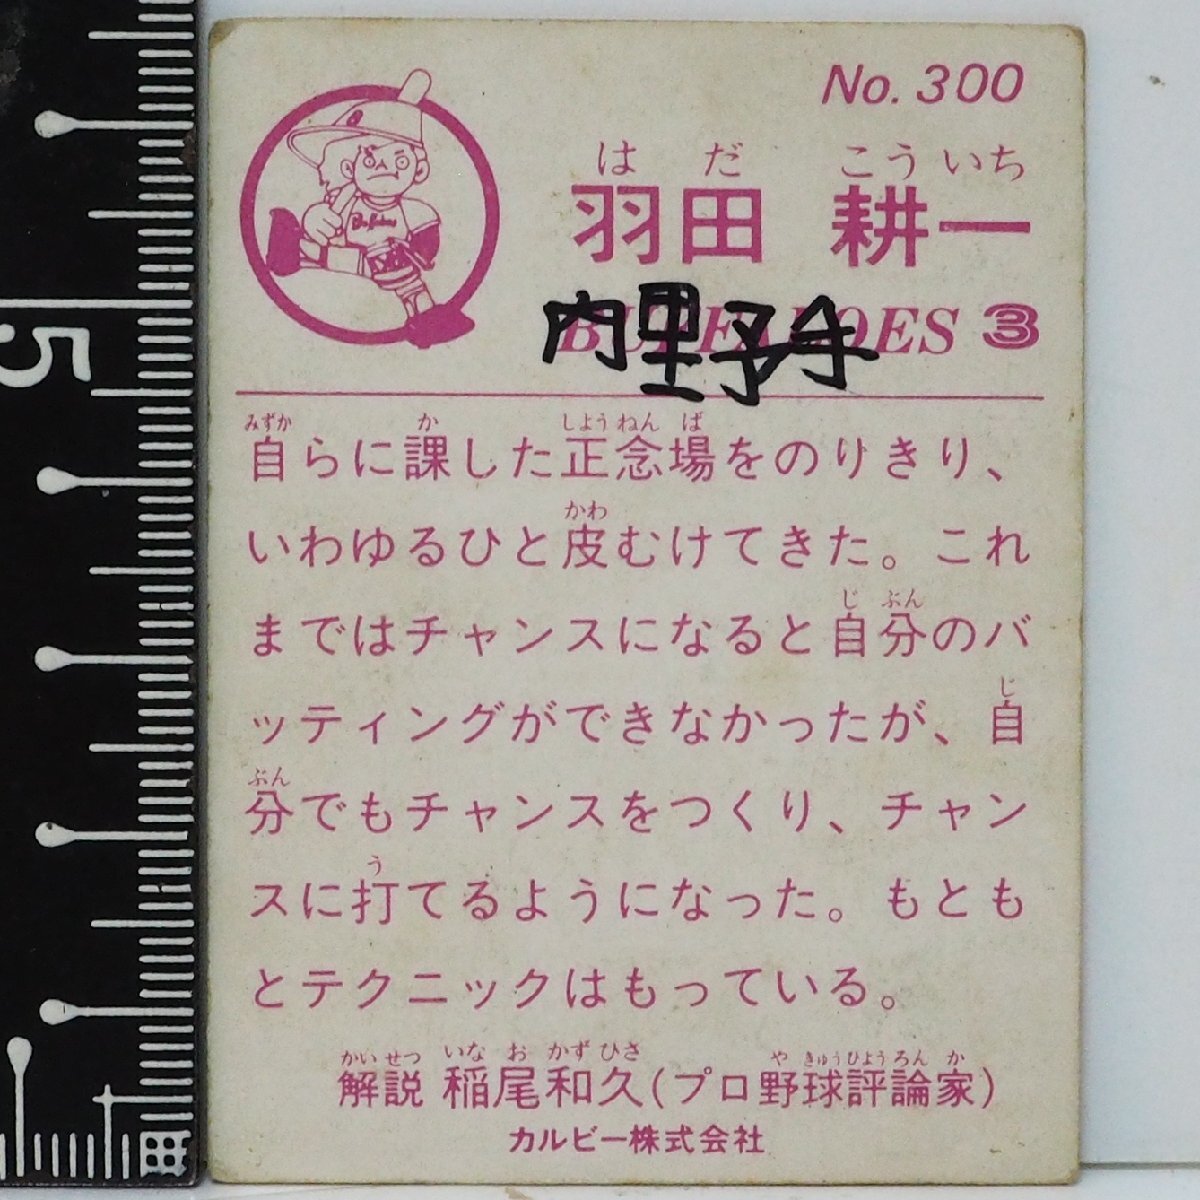 No. 300
はだ こういち
羽田 耕一
BUFFALOES 3
内野手
みずか か しようねんば
自らに課した正念場をのりきり、
かわ
いわゆるひと皮むけてきた。これ
じ ぶん
まではチャンスになると自分のバ
じ
ッティングができなかったが、自
ぶん
分でもチャンスをつくり、チャン
う
スに打てるようになった。もとも
とテクニックはもっている。
かいせつ いなおかずひさ やきゅうひょうろんか
解説 稲尾和久(プロ野球評論家)
カルビー株式会社
5